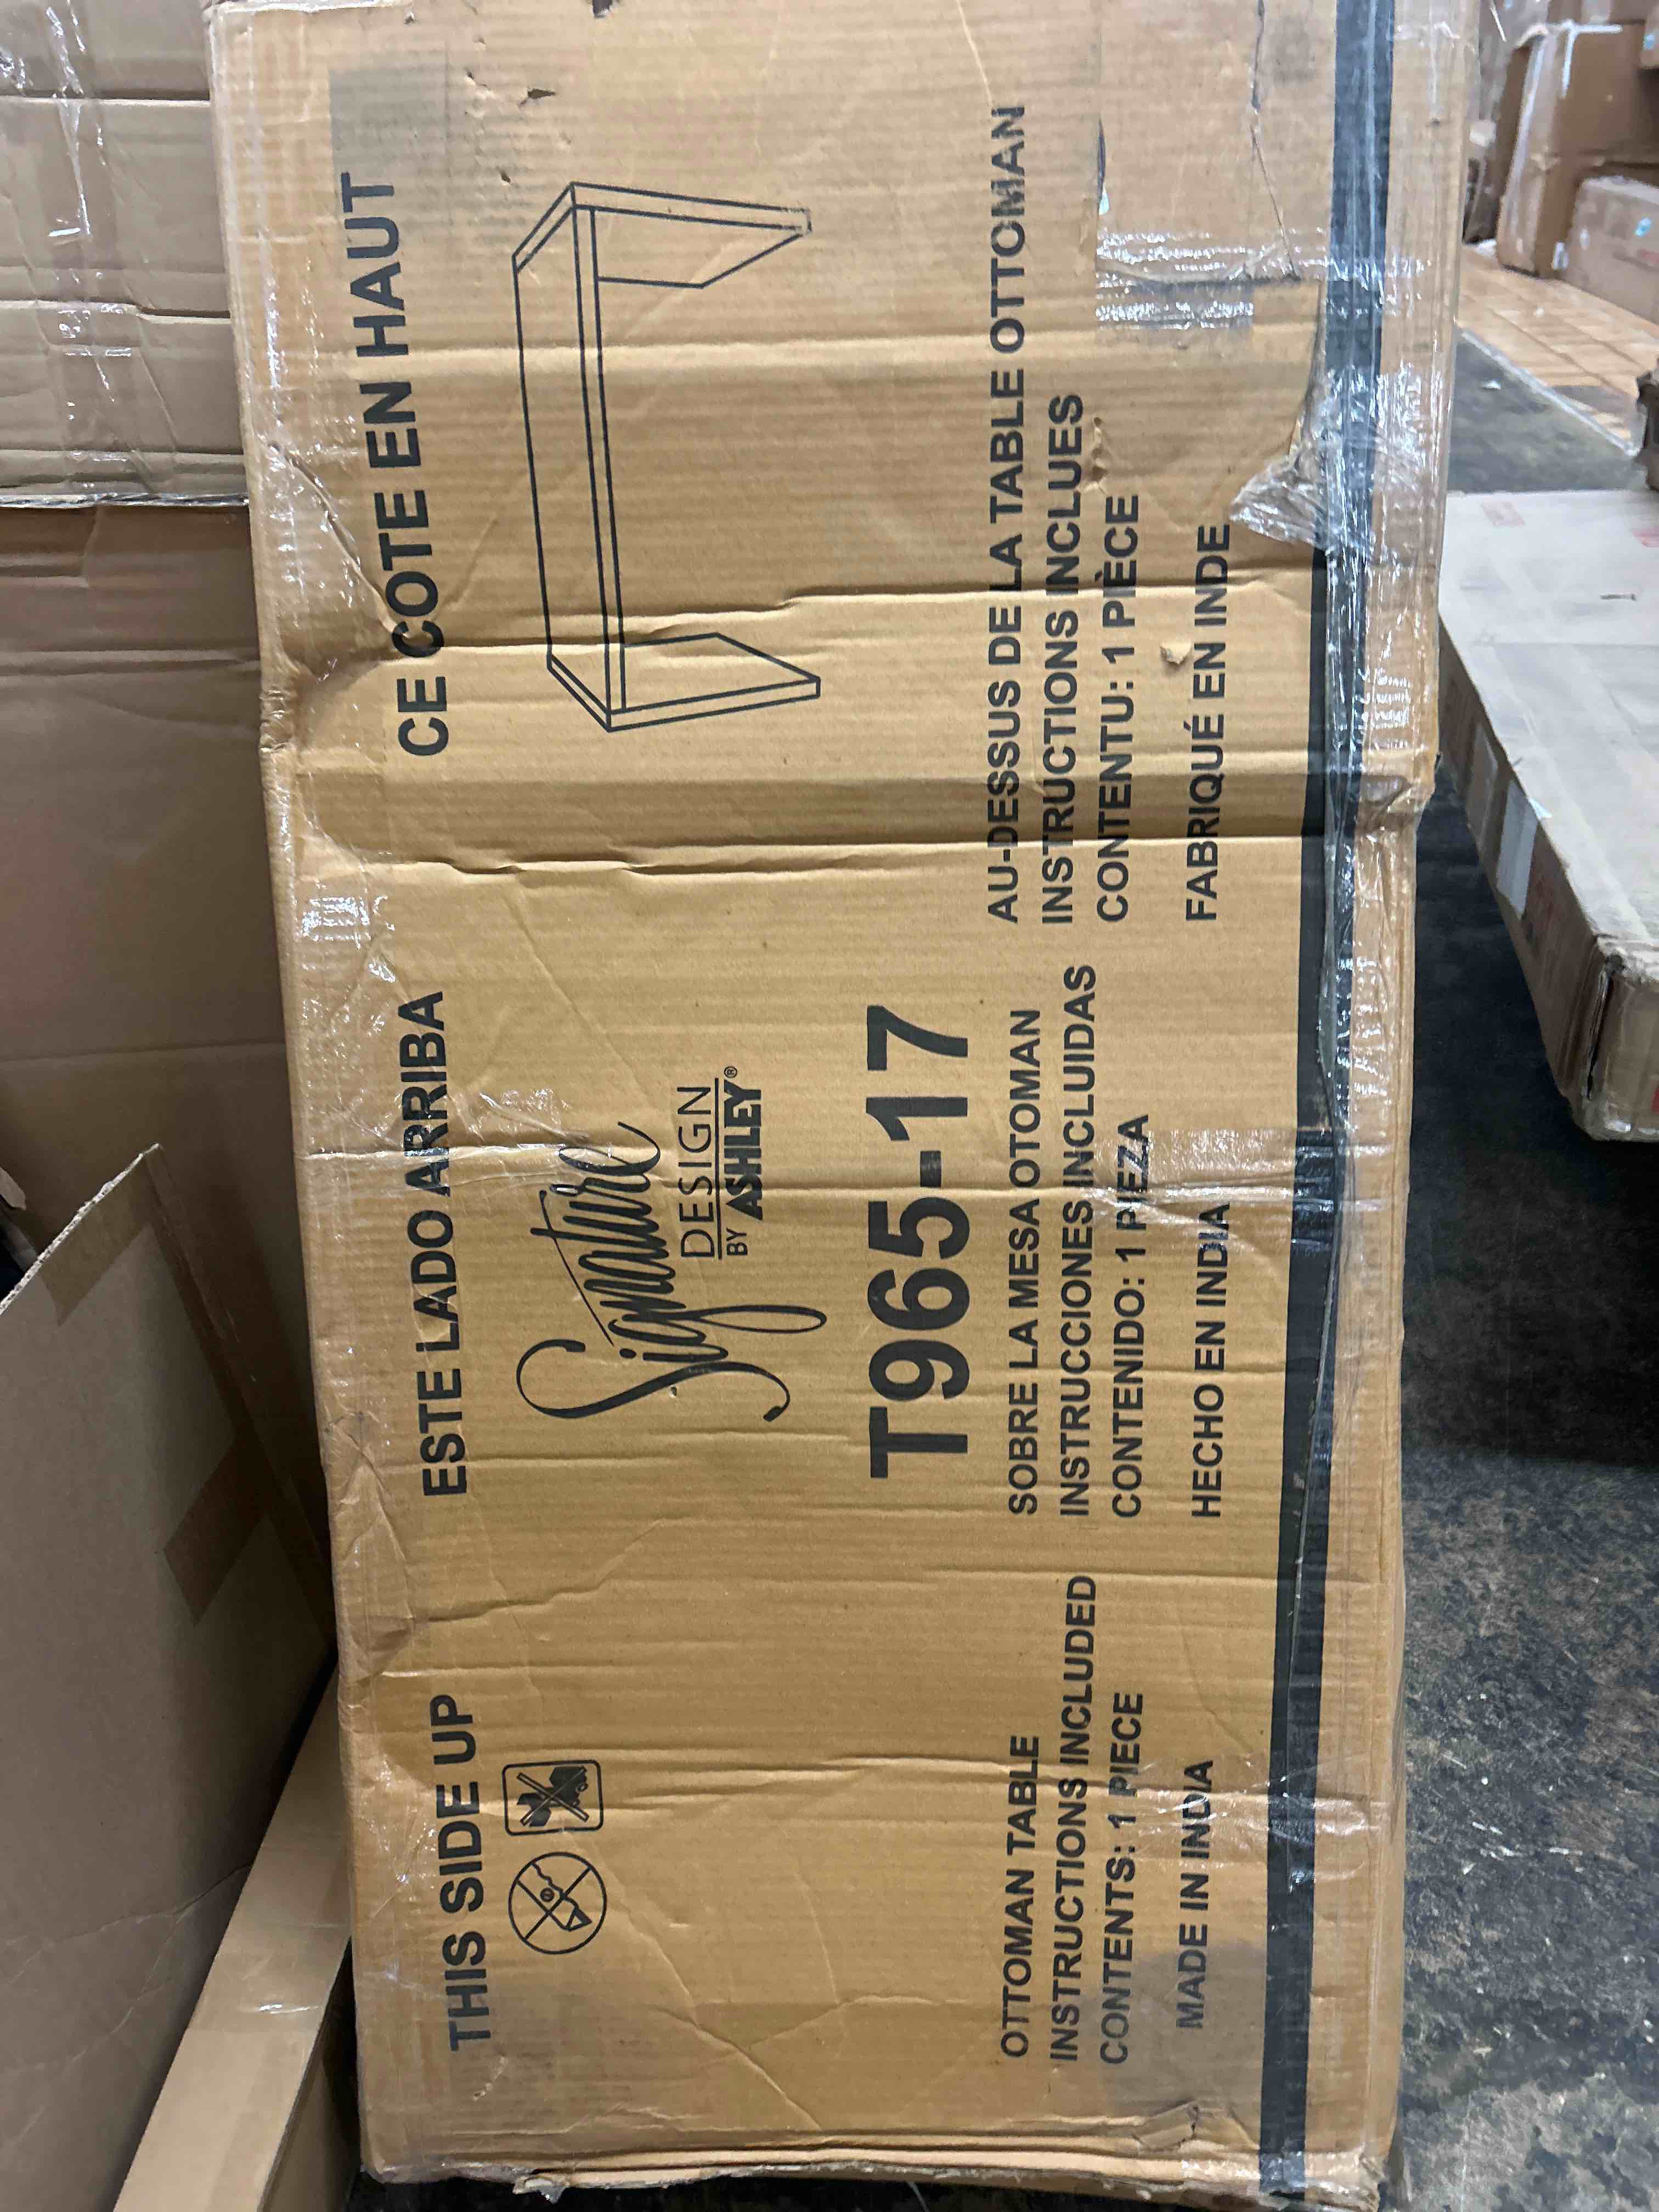 THIS SIDE UP
ESTE LADO ARRIBA
CE COTE EN HAUT
Signature
DESIGN
BY ASHLEY®
T965-17
OTTOMAN TABLE
INSTRUCTIONS INCLUDED
CONTENTS: 1 PIECE
MADE IN INDIA
SOBRE LA MESA OTOMAN
INSTRUCCIONES INCLUIDAS
CONTENIDO: 1 PIEZA
HECHO EN INDIA
AU-DESSUS DE LA TABLE OTTOMAN
INSTRUCTIONS INCLUES
CONTENTU: 1 PIÈCE
FABRIQUÉ EN INDE